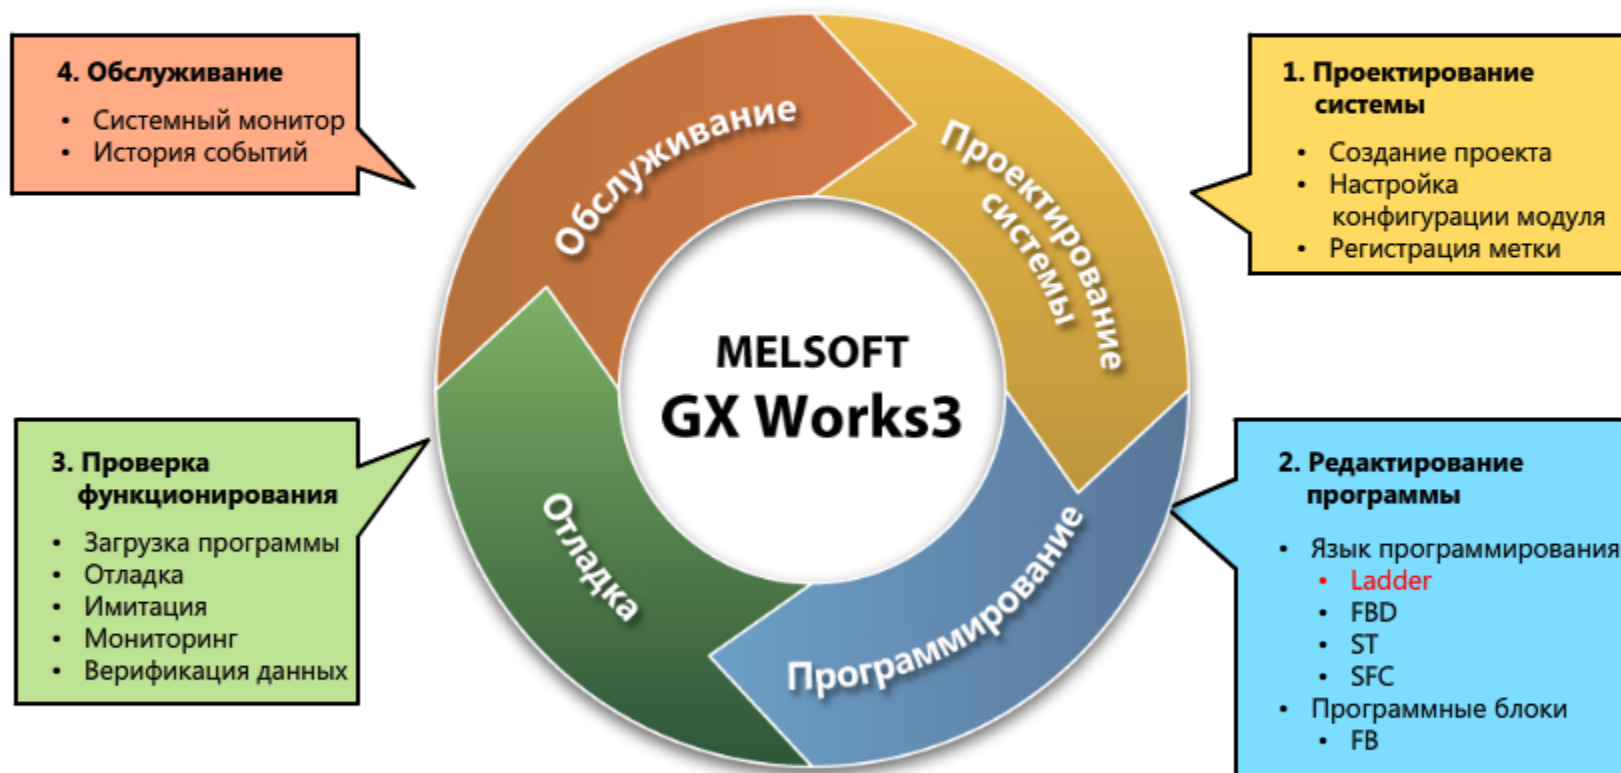 4. Обслуживание
• Системный монитор
• История событий
1. Проектирование
системы
• Создание проекта
• Настройка
конфигурации модуля
• Регистрация метки
Обслуживание
Проектирование
системы
MELSOFT
GX Works3
Отладка
Программирование
3. Проверка
функционирования
• Загрузка программы
• Отладка
• Имитация
• Мониторинг
• Верификация данных
2. Редактирование
программы
• Язык программирования
• Ladder
• FBD
• ST
• SFC
• Программные блоки
• FB